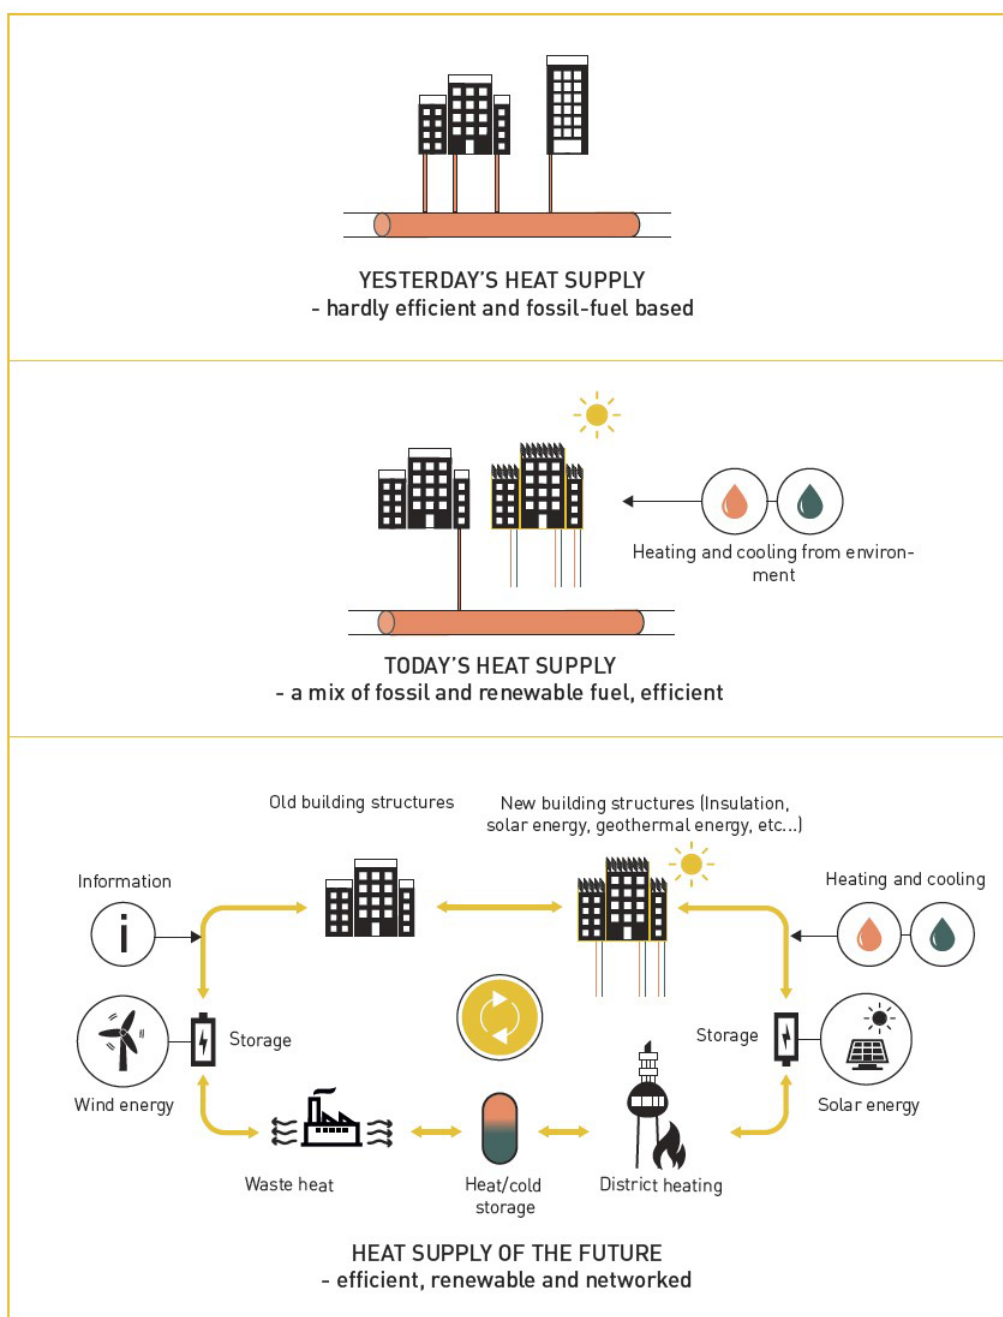 YESTERDAY'S HEAT SUPPLY
- hardly efficient and fossil-fuel based
Heating and cooling from environ-
ment
TODAY'S HEAT SUPPLY
- a mix of fossil and renewable fuel, efficient
Old building structures
New building structures (Insulation,
solar energy, geothermal energy, etc...)
Information
Heating and cooling
i
Storage
Storage
Wind energy
Solar energy
Waste heat
Heat/cold
storage
District heating
HEAT SUPPLY OF THE FUTURE
- efficient, renewable and networked